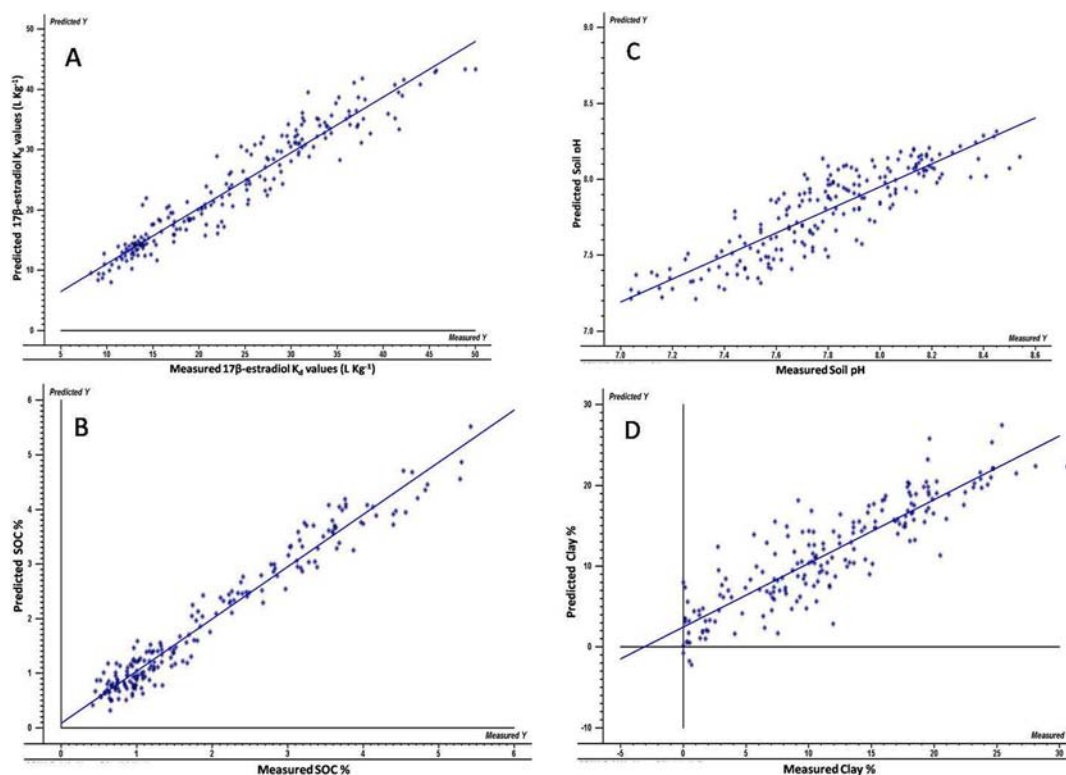 Predicted Y
A
50
40
30
20
10
0
Predicted 17β-estradiol Kd values (L Kg-1)
Measured Y
5 10 15 20 25 30 35 40 45 50
Measured 17β-estradiol Kd values (L Kg-1)
Predicted Y
C
9.0
8.5
8.0
7.5
7.0
Predicted Soil pH
Measured Y
7.0 7.2 7.4 7.6 7.8 8.0 8.2 8.4 8.6
Measured Soil pH
Predicted Y
B
6
5
4
3
2
1
0
Predicted SOC %
Measured Y
0 1 2 3 4 5 6
Measured SOC %
Predicted Y
D
30
20
10
0
-10
Predicted Clay %
Measured Y
-5 0 5 10 15 20 25 30
Measured Clay %